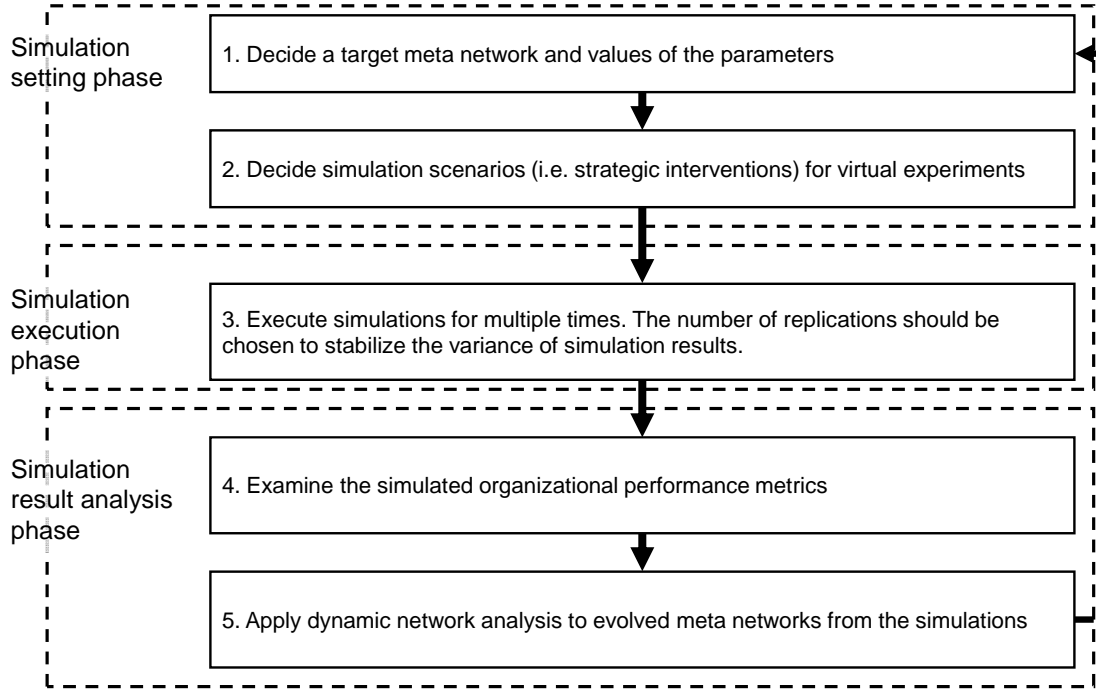 Simulation
setting phase
1. Decide a target meta network and values of the parameters
2. Decide simulation scenarios (i.e. strategic interventions) for virtual experiments
Simulation
execution
phase
3. Execute simulations for multiple times. The number of replications should be
chosen to stabilize the variance of simulation results.
Simulation
result analysis
phase
4. Examine the simulated organizational performance metrics
5. Apply dynamic network analysis to evolved meta networks from the simulations